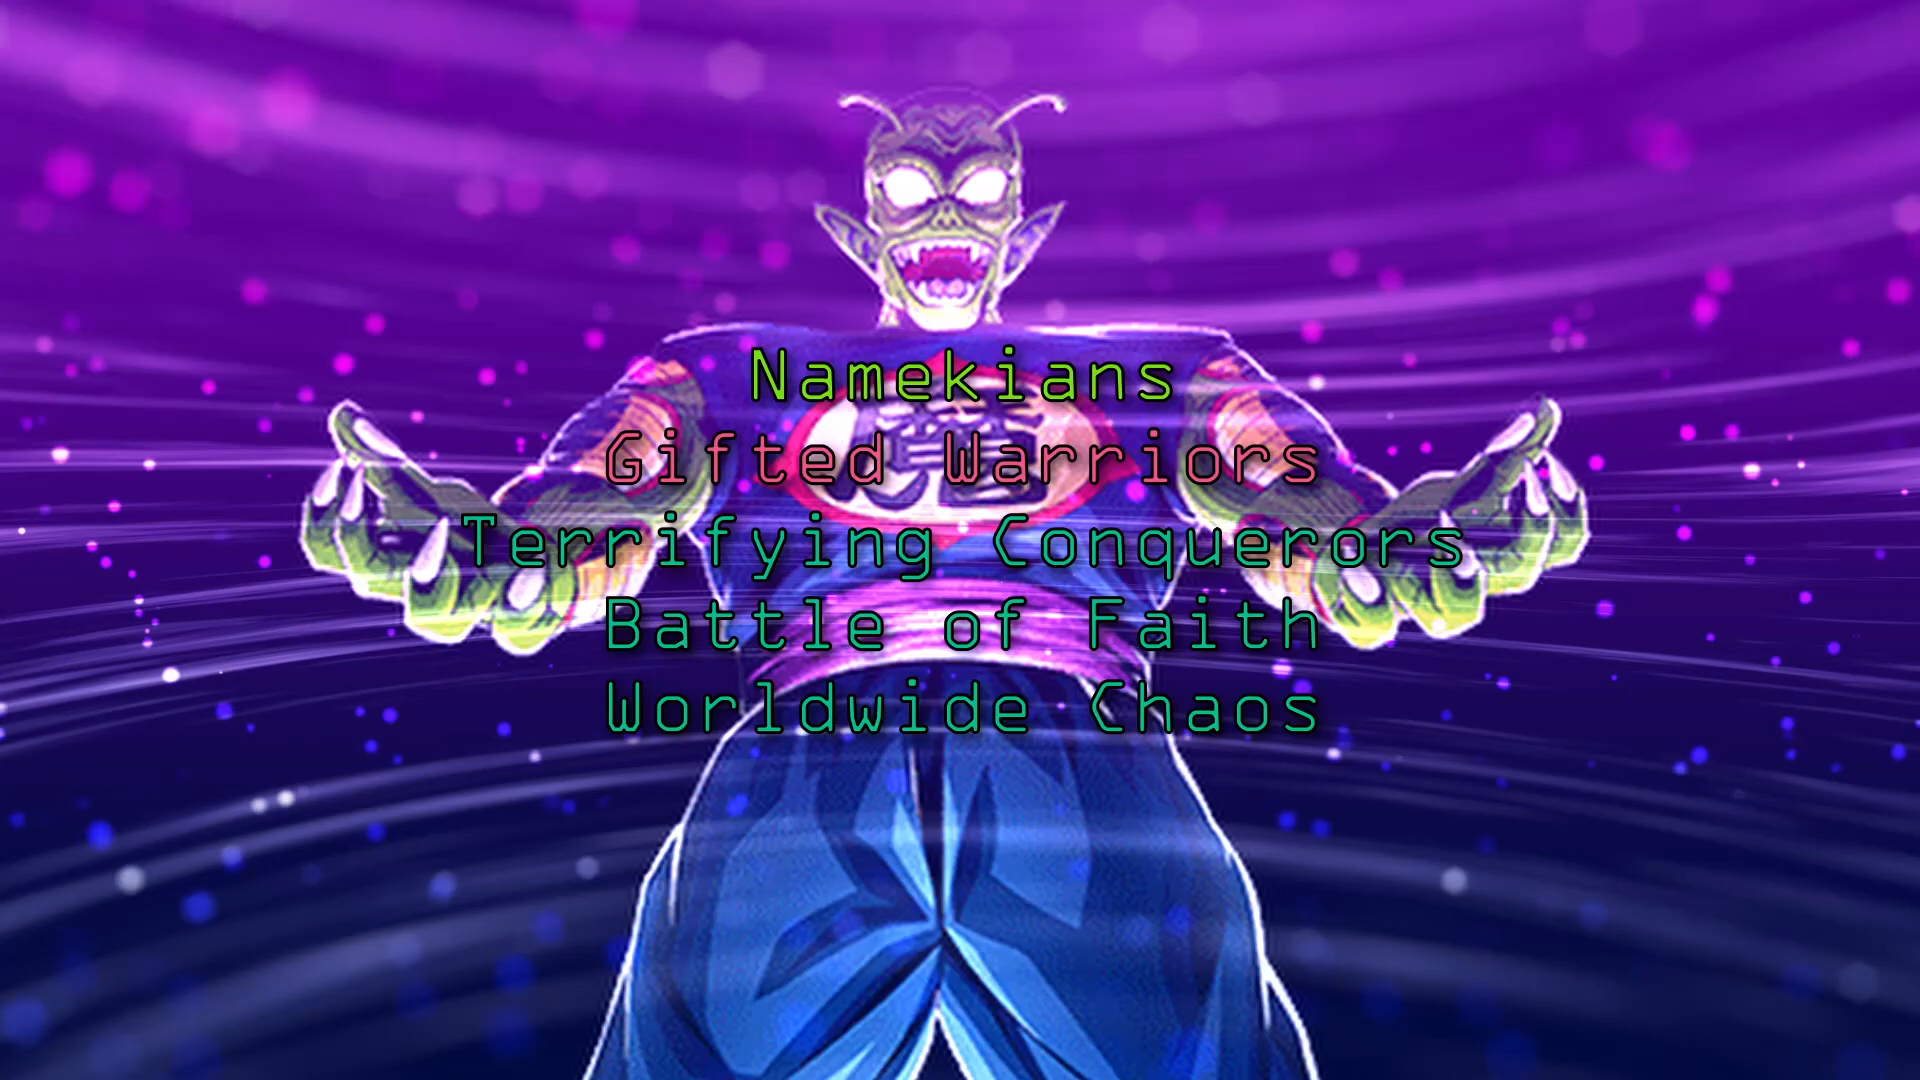 Namekians
Gifted Warriors
Terrifying Conquerors
Battle of Faith
Worldwide Chaos